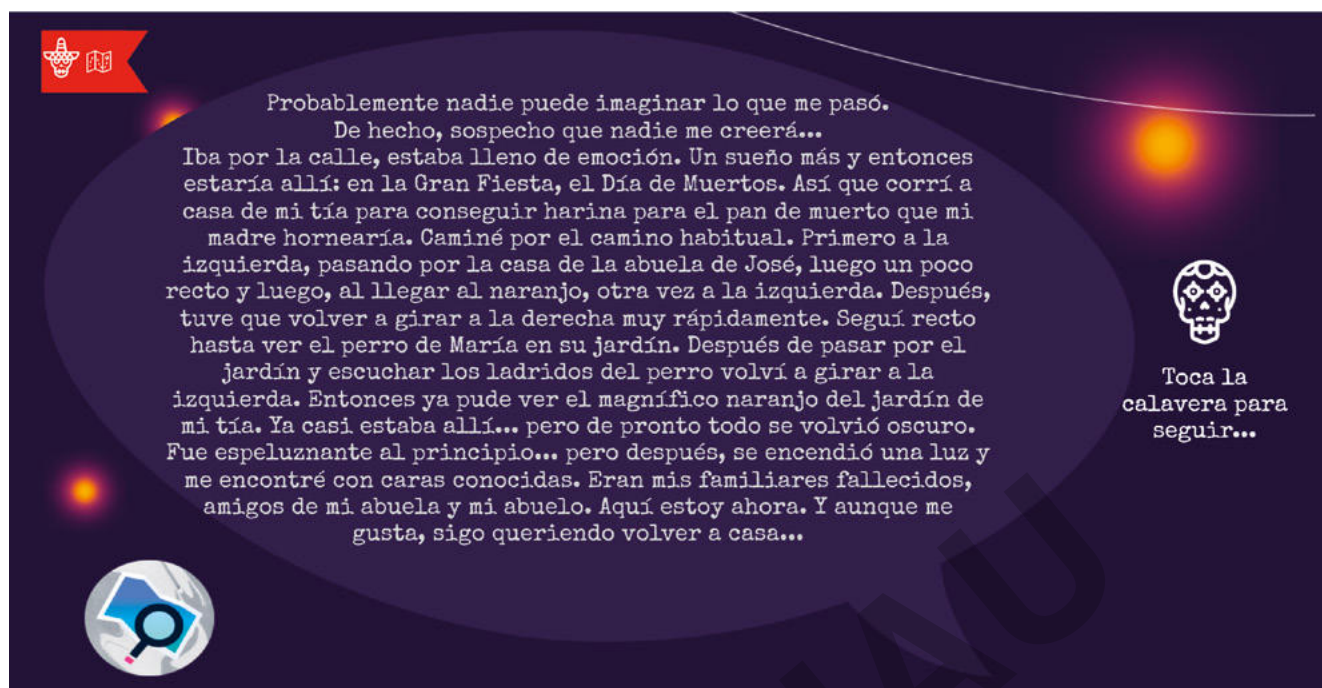 Probablemente nadie puede imaginar lo que me pasó.
De hecho, sospecho que nadie me creerá...
Iba por la calle, estaba lleno de emoción. Un sueño más y entonces
estaría allí: en la Gran Fiesta, el Día de Muertos. Así que corrí a
casa de mi tía para conseguir harina para el pan de muerto que mi
madre hornearía. Caminé por el camino habitual. Primero a la
izquierda, pasando por la casa de la abuela de José, luego un poco
recto y luego, al llegar al naranjo, otra vez a la izquierda. Después,
tuve que volver a girar a la derecha muy rápidamente. Seguí recto
hasta ver el perro de María en su jardín. Después de pasar por el
jardín y escuchar los ladridos del perro volví a girar a la
izquierda. Entonces ya pude ver el magnífico naranjo del jardín de
mi tía. Ya casi estaba allí... pero de pronto todo se volvió oscuro.
Fue espeluznante al principio... pero después, se encendió una luz y
me encontré con caras conocidas. Eran mis familiares fallecidos,
amigos de mi abuela y mi abuelo. Aquí estoy ahora. Y aunque me
gusta, sigo queriendo volver a casa...
Toca la
calavera para
seguir...